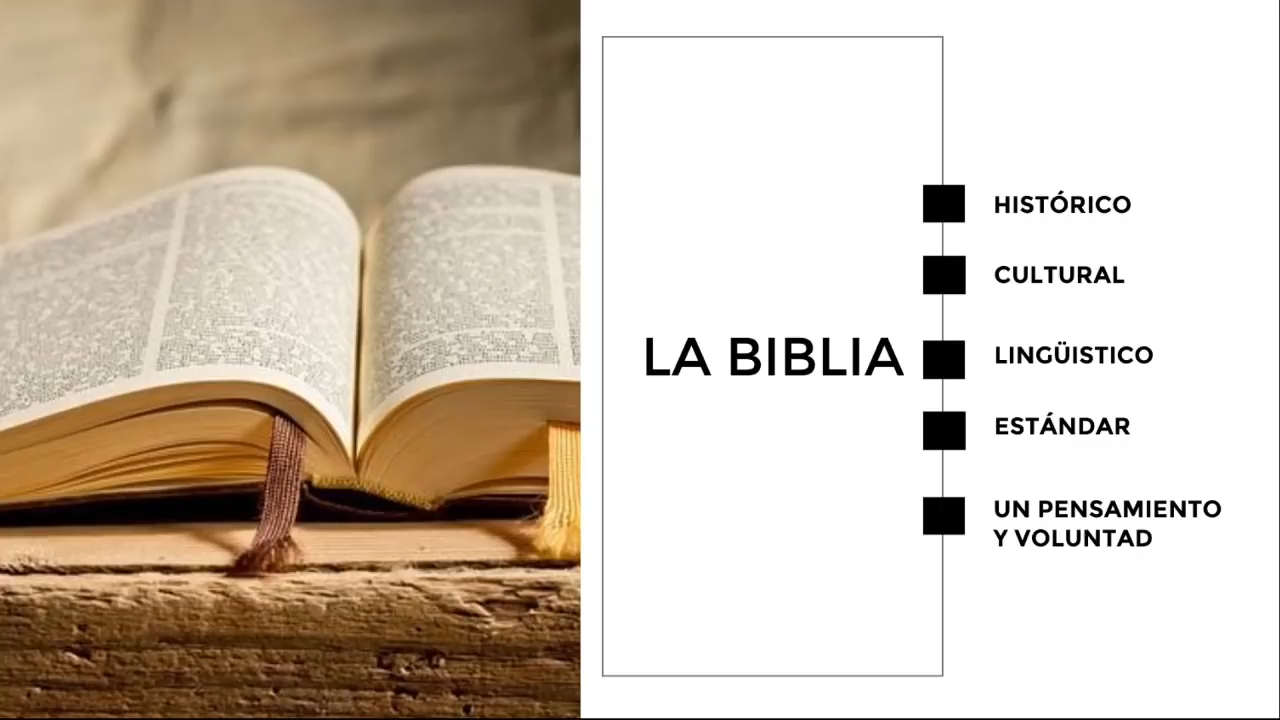 LA BIBLIA
HISTÓRICO
CULTURAL
LINGÜISTICO
ESTÁNDAR
UN PENSAMIENTO
Y VOLUNTAD